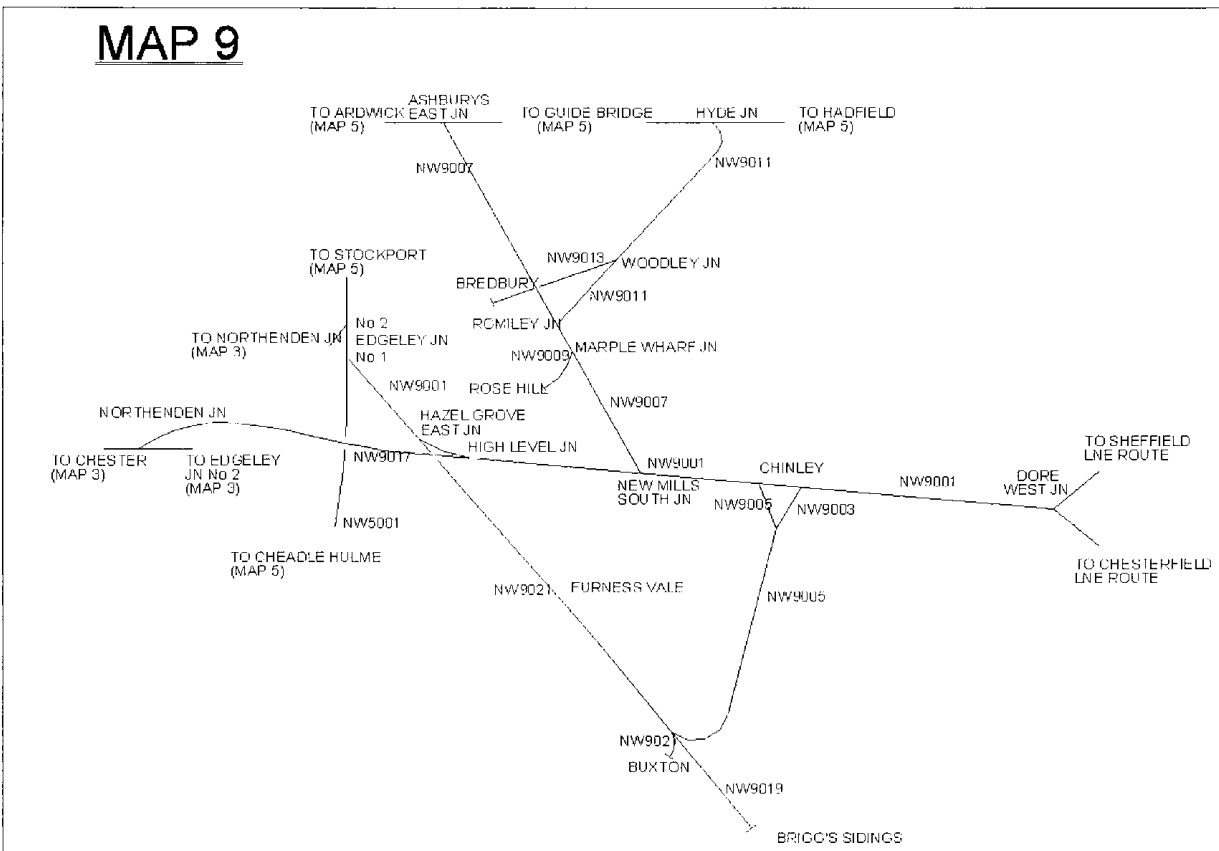 MAP 9
ASHBURYS
TO ARDWICK EAST JN
(MAP 5)
TO GUIDE BRIDGE
(MAP 5)
HYDE JN
TO HADFIELD
(MAP 5)
NW9007
NW9011
TO STOCKPORT
(MAP 5)
NW9013
WOODLEY JN
BREDBURY
NW9011
ROMILEY JN
No 2
EDGELEY JN
No 1
TO NORTHENDEN JN
(MAP 3)
MARPLE WHARF JN
NW9009
ROSE HILL
NW9001
NW9007
NORTHENDEN JN
HAZEL GROVE
EAST JN
HIGH LEVEL JN
TO CHESTER
(MAP 3)
TO EDGELEY
JN No 2
(MAP 3)
NW9017
NW9001
NEW MILLS
SOUTH JN
CHINLEY
NW9005
NW9003
NW9001
DORE
WEST JN
TO SHEFFIELD
LNE ROUTE
NW5001
TO CHEADLE HULME
(MAP 5)
TO CHESTERFIELD
LNE ROUTE
NW9021
FURNESS VALE
NW9005
NW902
BUXTON
NW9019
BRIGG'S SIDINGS